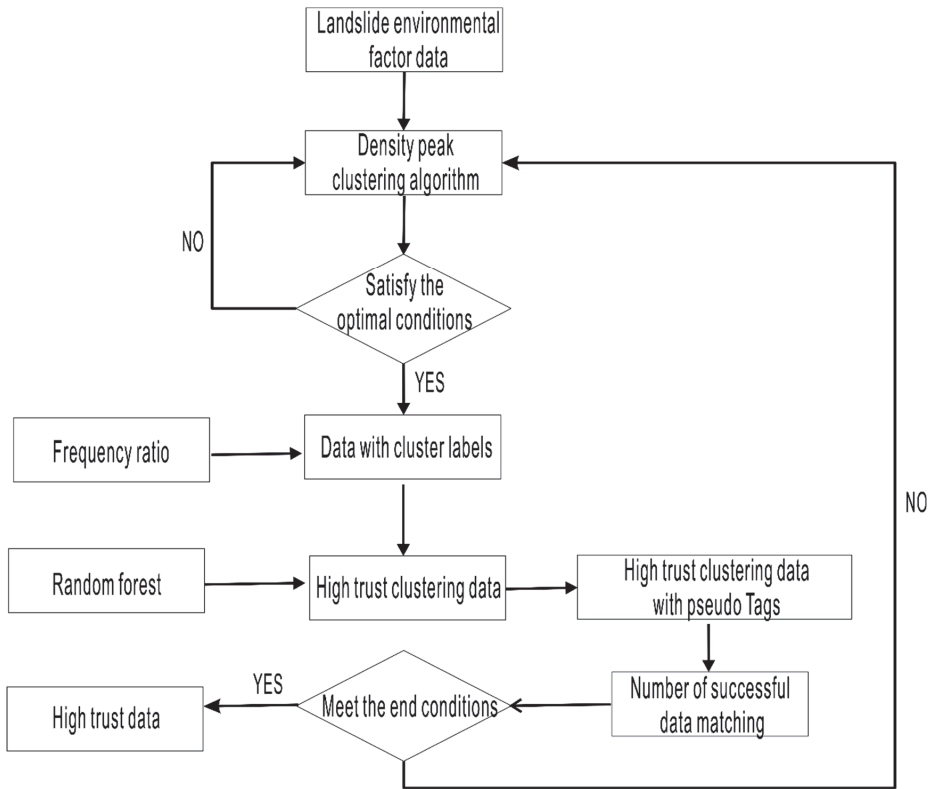 Landslide environmental
factor data
Density peak
clustering algorithm
NO
Satisfy the
optimal conditions
YES
Frequency ratio
Data with cluster labels
NO
Random forest
High trust clustering data
High trust clustering data
with pseudo Tags
YES
High trust data
Meet the end conditions
Number of successful
data matching